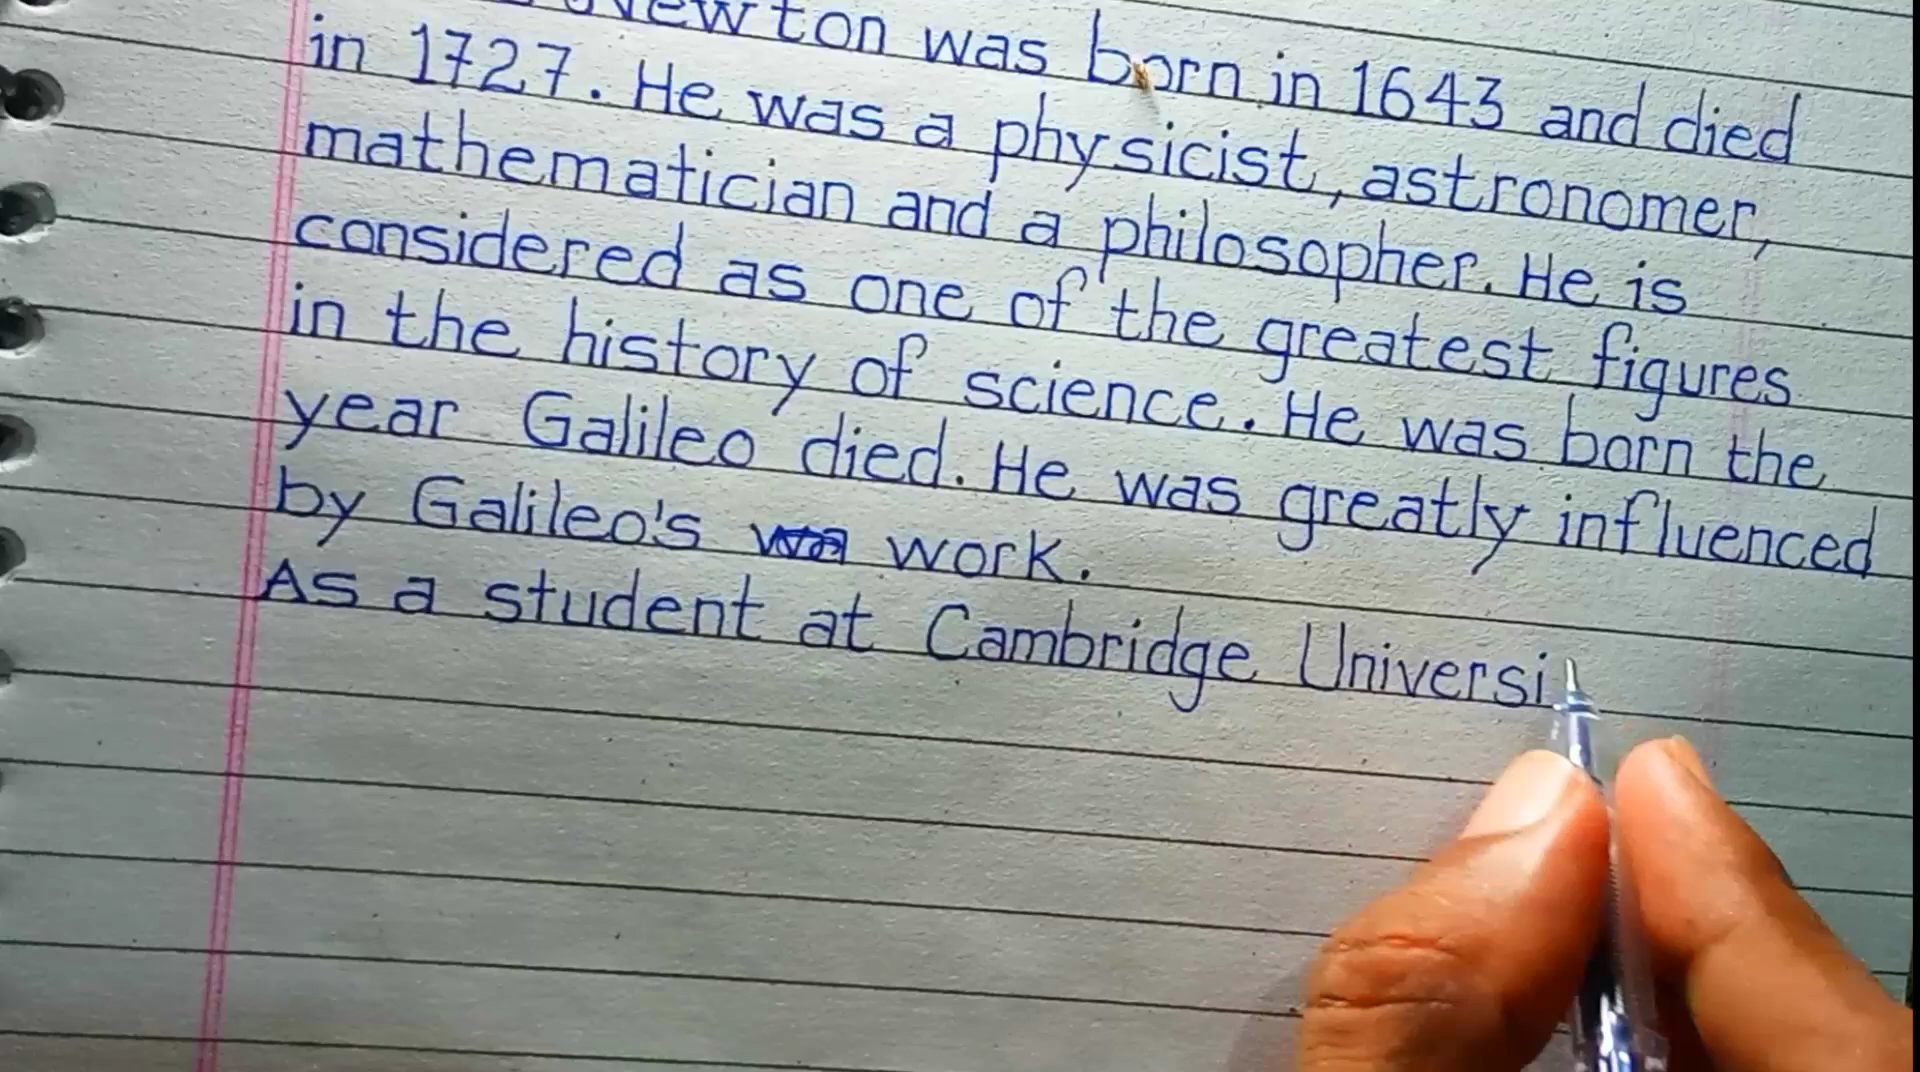 Newton was born in 1643 and died
in 1727. He was a physicist, astronomer,
mathematician and a philosopher. He is
considered as one of the greatest figures
in the history of science. He was born the
year Galileo died. He was greatly influenced
by Galileo's work.
As a student at Cambridge Universi